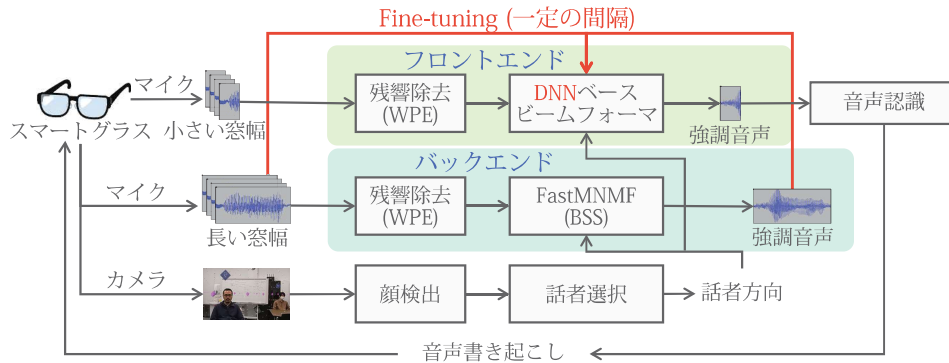 Fine-tuning (一定の間隔)
フロントエンド
マイク
スマートグラス
小さい窓幅
残響除去
(WPE)
DNNベース
ビームフォーマ
強調音声
音声認識
バックエンド
マイク
長い窓幅
残響除去
(WPE)
FastMNMF
(BSS)
強調音声
カメラ
顔検出
話者選択
話者方向
音声書き起こし